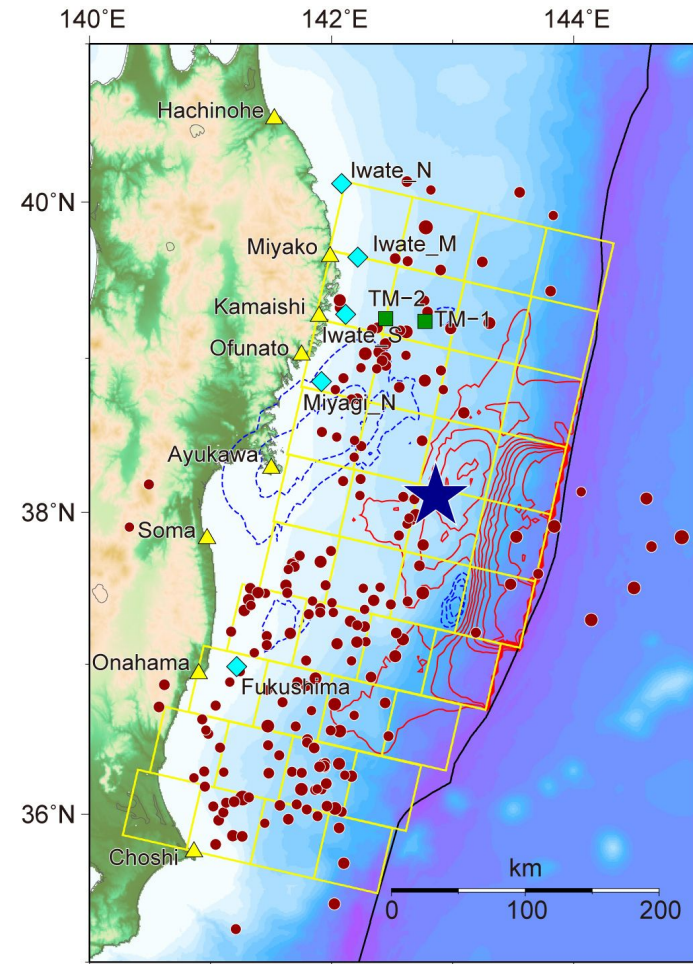 140˚E 142˚E 144˚E
Hachinohe
Iwate_N
40˚N
Miyako
Iwate_M
TM−2
Kamaishi
TM−1
Iwate_S
Ofunato
Miyagi_N
Ayukawa
38˚N
Soma
Onahama
Fukushima
36˚N
Choshi
km
0 100 200